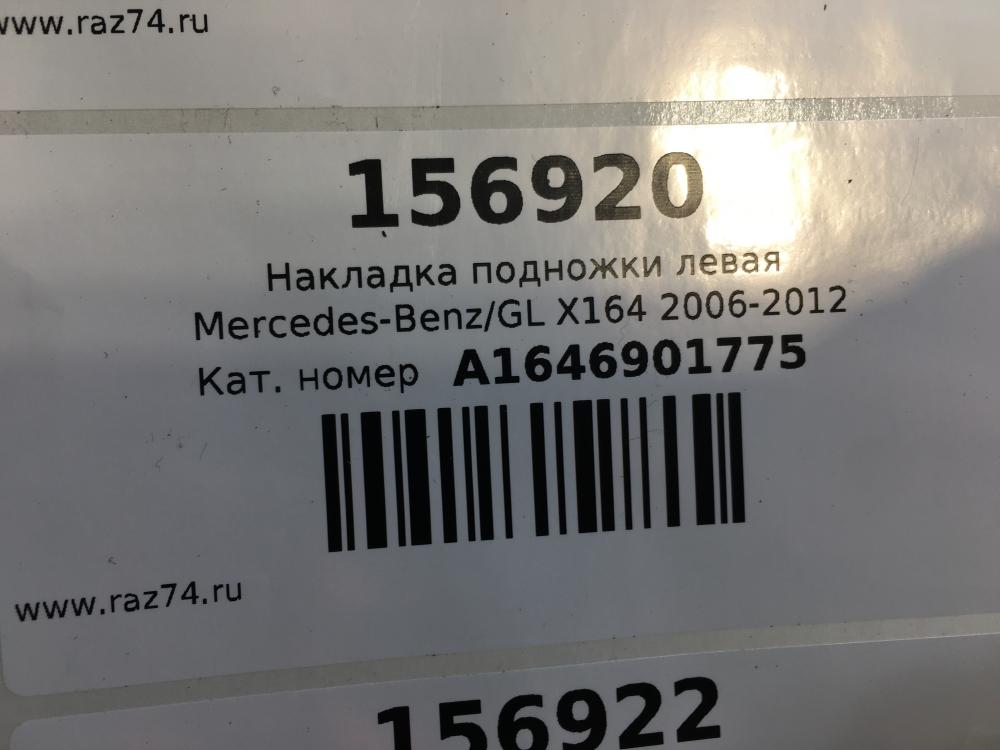 www.raz74.ru
156920
Накладка подножки левая
Mercedes-Benz/GL X164 2006-2012
Кат. номер A1646901775
www.raz74.ru
156922